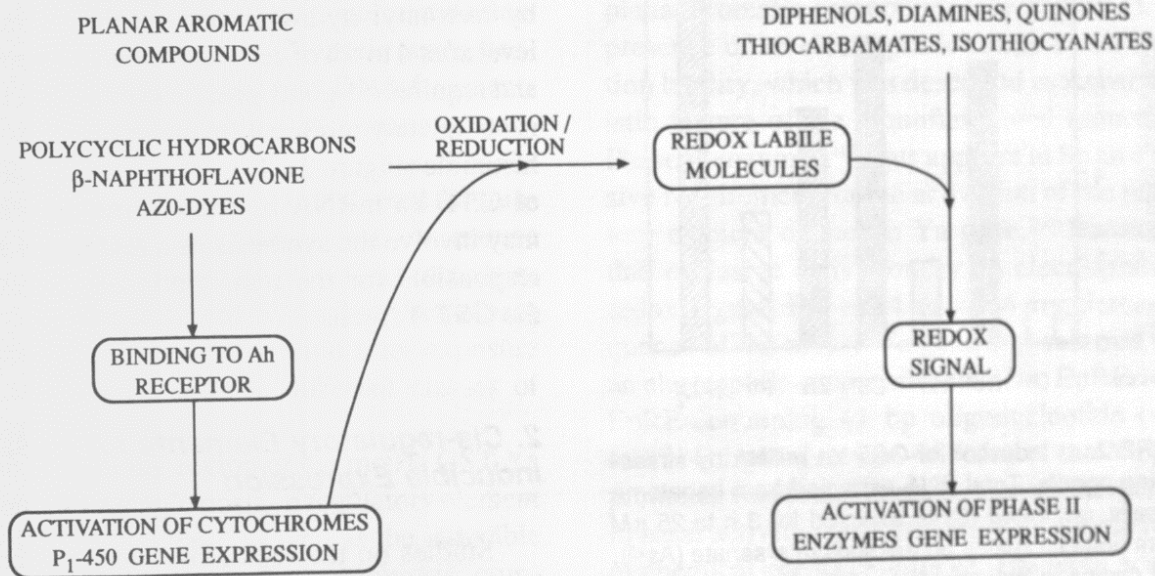 PLANAR AROMATIC
COMPOUNDS
POLYCYCLIC HYDROCARBONS
β-NAPHTHOFLAVONE
AZ0-DYES
BINDING TO Ah
RECEPTOR
ACTIVATION OF CYTOCHROMES
P₁-450 GENE EXPRESSION
OXIDATION /
REDUCTION
REDOX LABILE
MOLECULES
DIPHENOLS, DIAMINES, QUINONES
THIOCARBAMATES, ISOTHIOCYANATES
REDOX
SIGNAL
ACTIVATION OF PHASE II
ENZYMES GENE EXPRESSION